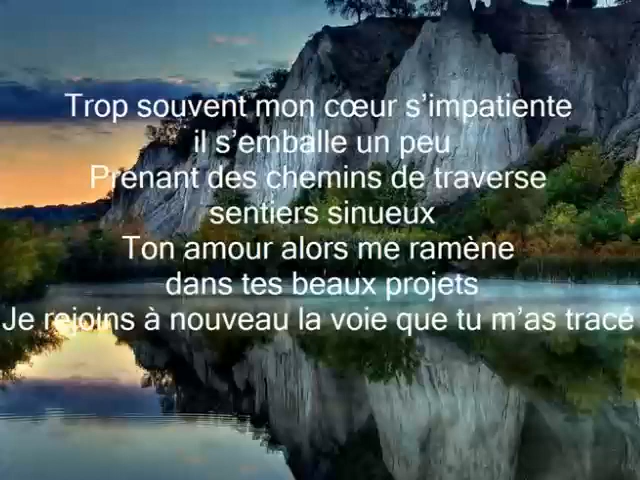 Trop souvent mon cœur s’impatiente
il s’emballe un peu
Prenant des chemins de traverse
sentiers sinueux
Ton amour alors me ramène
dans tes beaux projets
Je rejoins à nouveau la voie que tu m’as tracé